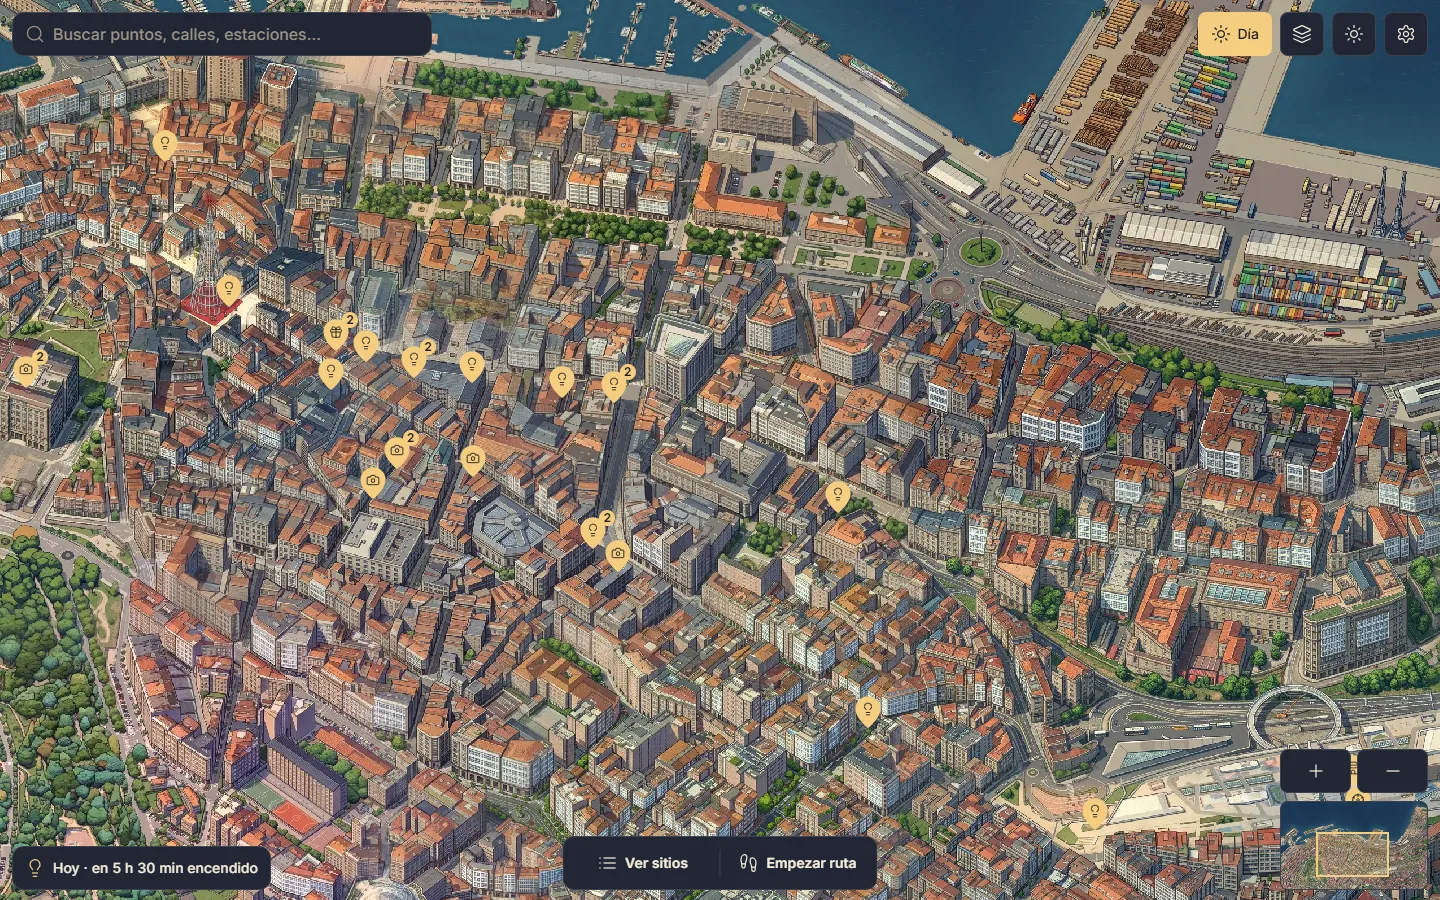 Buscar puntos, calles, estaciones...
Día
2
2
2
2
2
2
Hoy · en 5 h 30 min encendido
Ver sitios
Empezar ruta